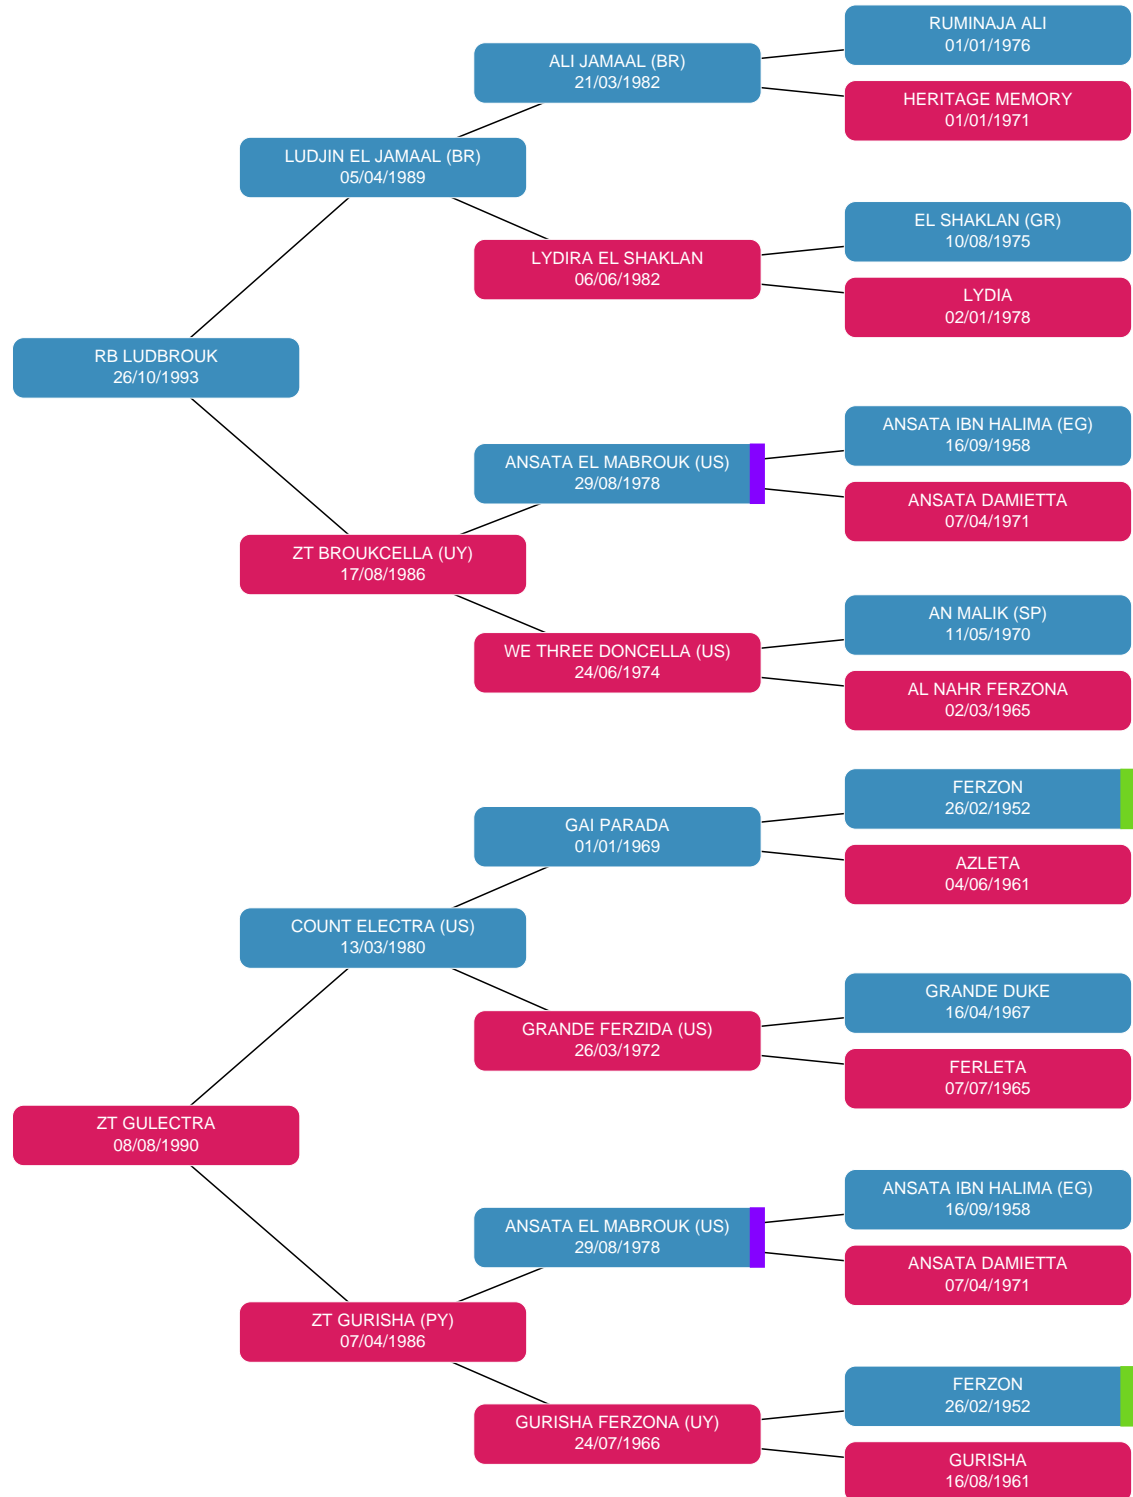 RUMINAJA ALI
01/01/1976
ALI JAMAAL (BR)
21/03/1982
HERITAGE MEMORY
01/01/1971
LUDJIN EL JAMAAL (BR)
05/04/1989
EL SHAKLAN (GR)
10/08/1975
LYDIRA EL SHAKLAN
06/06/1982
LYDIA
02/01/1978
RB LUDBROUK
26/10/1993
ANSATA IBN HALIMA (EG)
16/09/1958
ANSATA EL MABROUK (US)
29/08/1978
ANSATA DAMIETTA
07/04/1971
ZT BROUKCELLA (UY)
17/08/1986
AN MALIK (SP)
11/05/1970
WE THREE DONCELLA (US)
24/06/1974
AL NAHR FERZONA
02/03/1965
FERZON
26/02/1952
GAI PARADA
01/01/1969
AZLETA
04/06/1961
COUNT ELECTRA (US)
13/03/1980
GRANDE DUKE
16/04/1967
GRANDE FERZIDA (US)
26/03/1972
FERLETA
07/07/1965
ZT GULECTRA
08/08/1990
ANSATA IBN HALIMA (EG)
16/09/1958
ANSATA EL MABROUK (US)
29/08/1978
ANSATA DAMIETTA
07/04/1971
ZT GURISHA (PY)
07/04/1986
FERZON
26/02/1952
GURISHA FERZONA (UY)
24/07/1966
GURISHA
16/08/1961